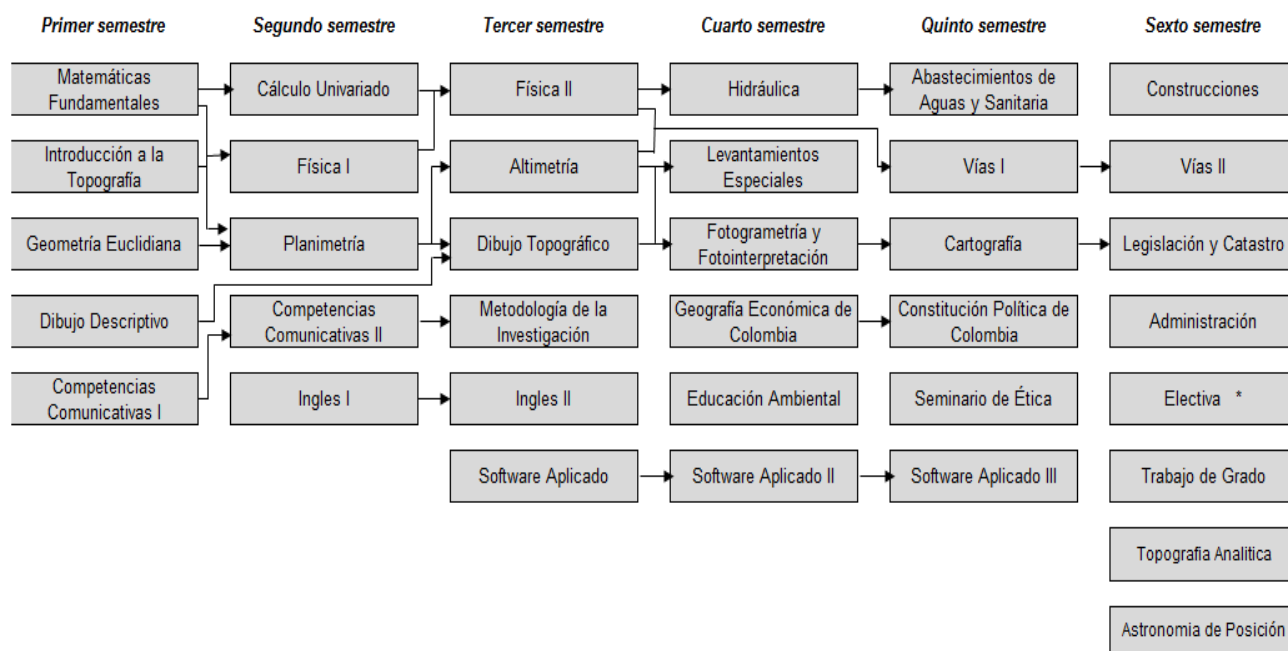 Primer semestre
Segundo semestre
Tercer semestre
Cuarto semestre
Quinto semestre
Sexto semestre
Matemáticas
Fundamentales
Cálculo Univariado
Física II
Hidráulica
Abastecimientos de
Aguas y Sanitaria
Construcciones
Introducción a la
Topografía
Física I
Altimetría
Levantamientos
Especiales
Vías I
Vías II
Geometría Euclidiana
Planimetría
Dibujo Topográfico
Fotogrametría y
Fotointerpretación
Cartografía
Legislación y Catastro
Dibujo Descriptivo
Competencias
Comunicativas II
Metodología de la
Investigación
Geografía Económica de
Colombia
Constitución Política de
Colombia
Administración
Competencias
Comunicativas I
Ingles I
Ingles II
Educación Ambiental
Seminario de Ética
Electiva *
Software Aplicado
Software Aplicado II
Software Aplicado III
Trabajo de Grado
Topografia Analitica
Astronomia de Posición